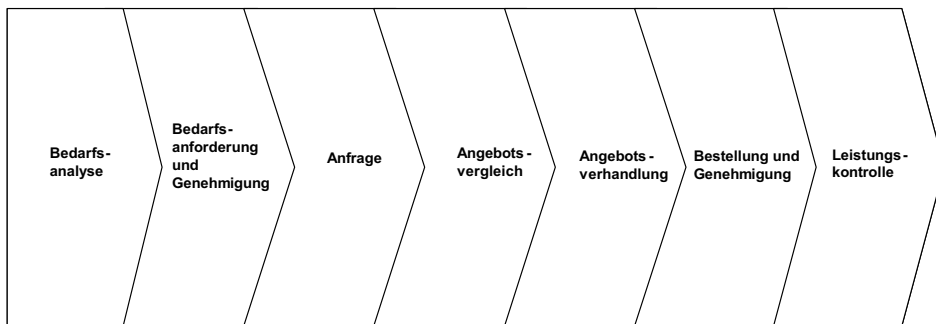 Bedarfs-
analyse
Bedarfs-
anforderung
und
Genehmigung
Anfrage
Angebots -
vergleich
Angebots -
verhandlung
Bestellung und
Genehmigung
Leistungs-
kontrolle